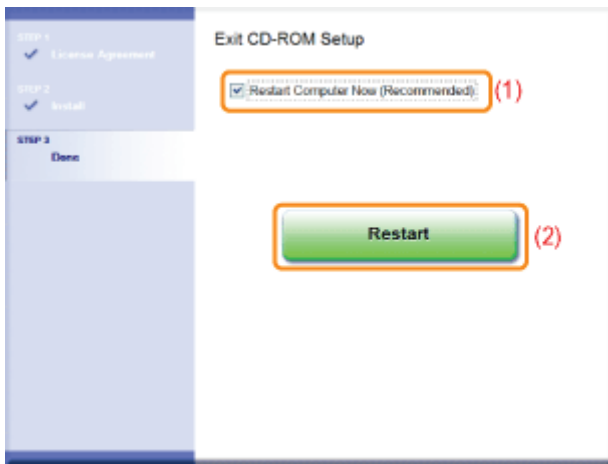 STEP 1
License Agreement
STEP 2
Install
STEP 3
Done
Exit CD-ROM Setup
Restart Computer Now (Recommended)
(1)
Restart
(2)